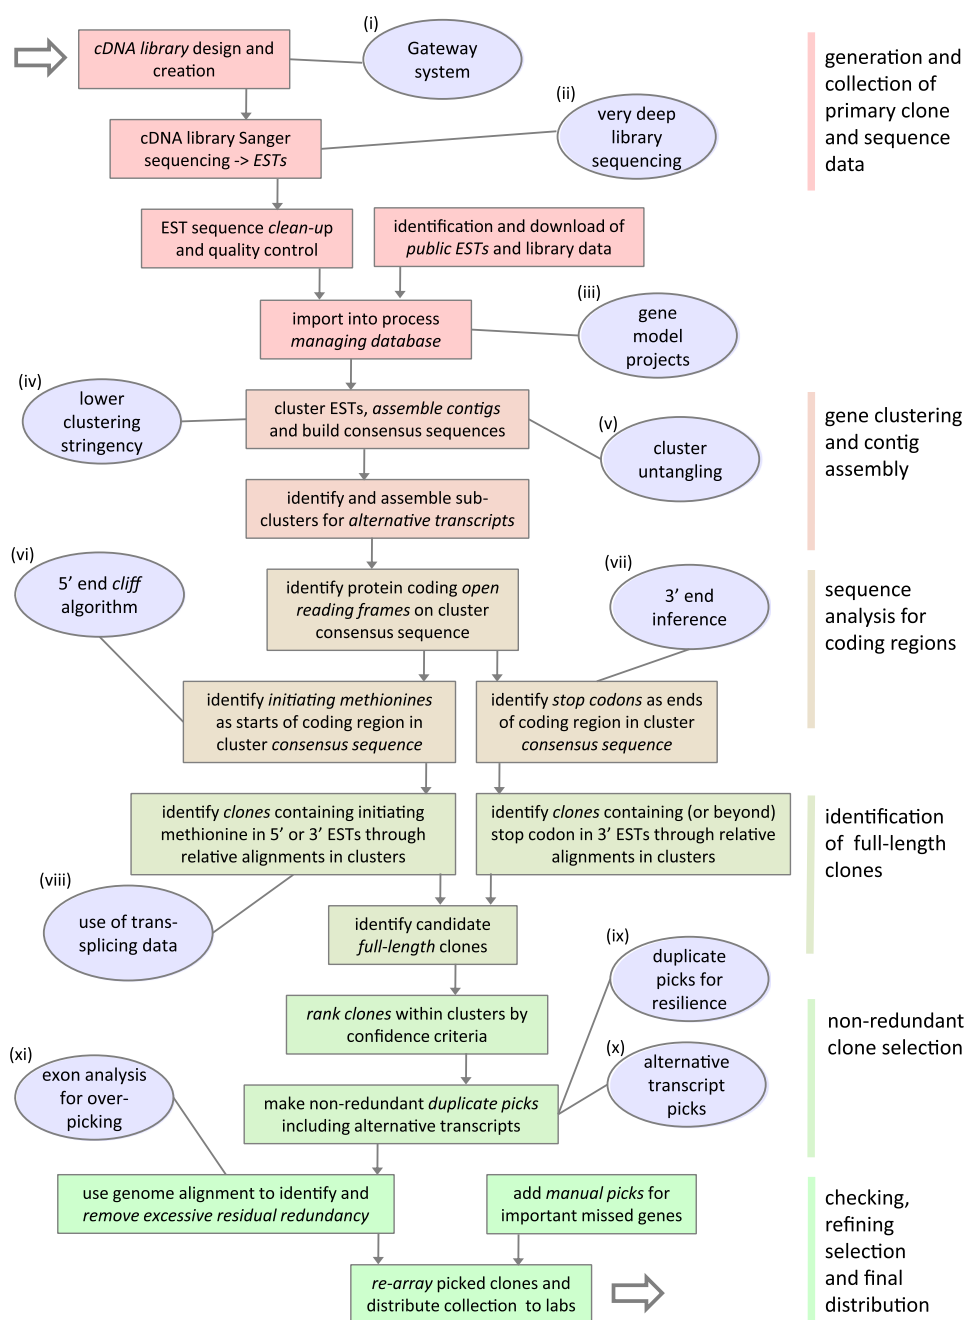 cDNA library design and
creation
(i)
Gateway
system
generation and
collection of
primary clone
and sequence
data
cDNA library Sanger
sequencing -> ESTs
(ii)
very deep
library
sequencing
EST sequence clean-up
and quality control
identification and download of
public ESTs and library data
import into process
managing database
(iii)
gene
model
projects
(iv)
lower
clustering
stringency
cluster ESTs, assemble contigs
and build consensus sequences
(v)
cluster
untangling
gene clustering
and contig
assembly
identify and assemble sub-
clusters for alternative transcripts
(vi)
5’ end cliff
algorithm
identify protein coding open
reading frames on cluster
consensus sequence
(vii)
3’ end
inference
sequence
analysis for
coding regions
identify initiating methionines
as starts of coding region in
cluster consensus sequence
identify stop codons as ends
of coding region in cluster
consensus sequence
identify clones containing initiating
methionine in 5’ or 3’ ESTs through
relative alignments in clusters
identify clones containing (or beyond)
stop codon in 3’ ESTs through relative
alignments in clusters
identification
of full-length
clones
(viii)
use of trans-
splicing data
identify candidate
full-length clones
(ix)
duplicate
picks for
resilience
rank clones within clusters by
confidence criteria
non-redundant
clone selection
(x)
alternative
transcript
picks
(xi)
exon analysis
for over-
picking
make non-redundant duplicate picks
including alternative transcripts
use genome alignment to identify and
remove excessive residual redundancy
add manual picks for
important missed genes
checking,
refining
selection
and final
distribution
re-array picked clones and
distribute collection to labs